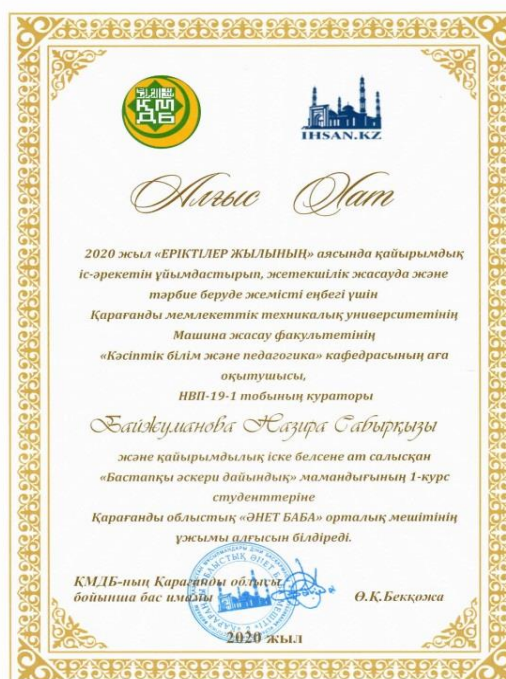 ҚМДБ
IHSAN.KZ
Алғыс Хат
2020 жыл «ЕРІКТІЛЕР ЖЫЛЫНЫҢ» аясында қайырымдық
іс-әрекетін ұйымдастырып, жетекшілік жасауда және
тәрбие беруде жемісті еңбегі үшін
Қарағанды мемлекеттік техникалық университетінің
Машина жасау факультетінің
«Кәсіптік білім және педагогика» кафедрасының аға
оқытушысы,
НВП-19-1 тобының кураторы
Байжуманова Назира Сабырқызы
және қайырымдылық іске белсене ат салысқан
«Бастапқы әскери дайындық» мамандығының 1-курс
студенттеріне
Қарағанды облыстық «ӘНЕТ БАБА» орталық мешітінің
ұжымы алғысын білдіреді.
ҚМДБ-ның Қарағанды облысы
бойынша бас имамы Ө.Қ.Бекқожа
2020 жыл